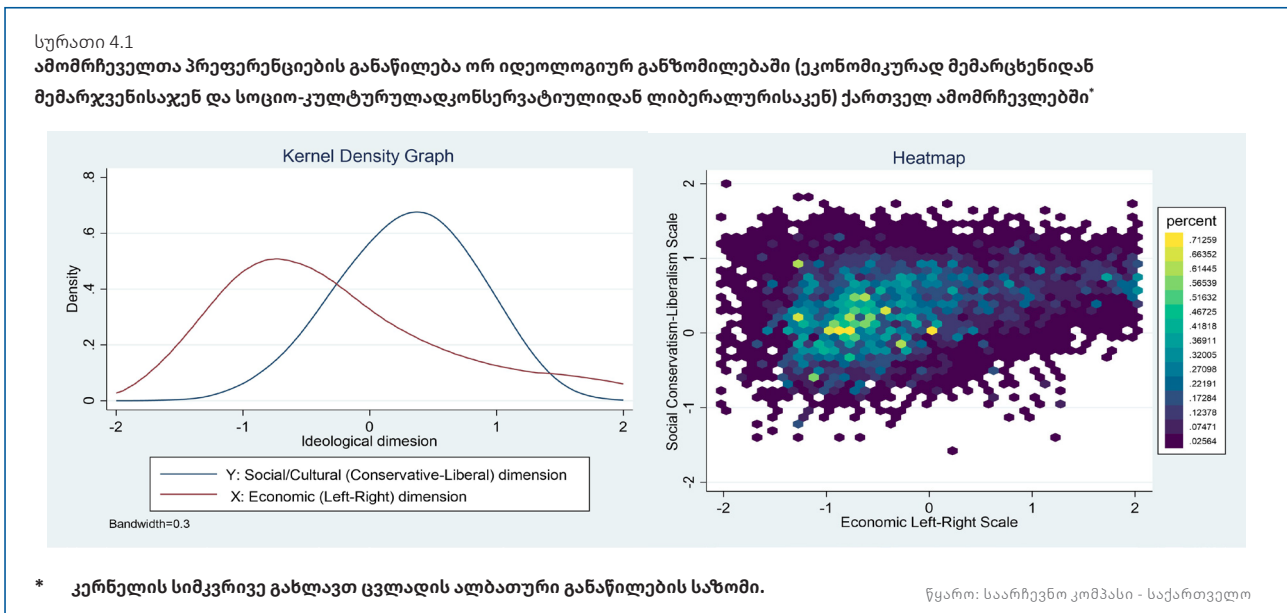 სურათი 4.1
ამომრჩეველთა პრეფერენციების განაწილება ორ იდეოლოგიურ განზომილებაში (ეკონომიკურად მემარცხენიდან
მემარჯვენისაჯენ და სოციო-კულტურულადკონსერვატიულიდან ლიბერალურისაკენ) ქართველ ამომრჩევლებში*
Kernel Density Graph
.8
.6
.4
.2
0
Density
-2 -1 0 1 2
Ideological dimesion
Y: Social/Cultural (Conservative-Liberal) dimension
X: Economic (Left-Right) dimension
Bandwidth=0.3
Heatmap
2
1
0
-1
-2
Social Conservatism-Liberalism Scale
-2 -1 0 1 2
Economic Left-Right Scale
percent
.71259
.66352
.61445
.56539
.51632
.46725
.41818
.36911
.32005
.27098
.22191
.17284
.12378
.07471
.02564
* კერნელის სიმკვრივე გახლავთ ცვლადის ალბათური განაწილების საზომი.
წყარო: საარჩევნო კომპასი - საქართველო